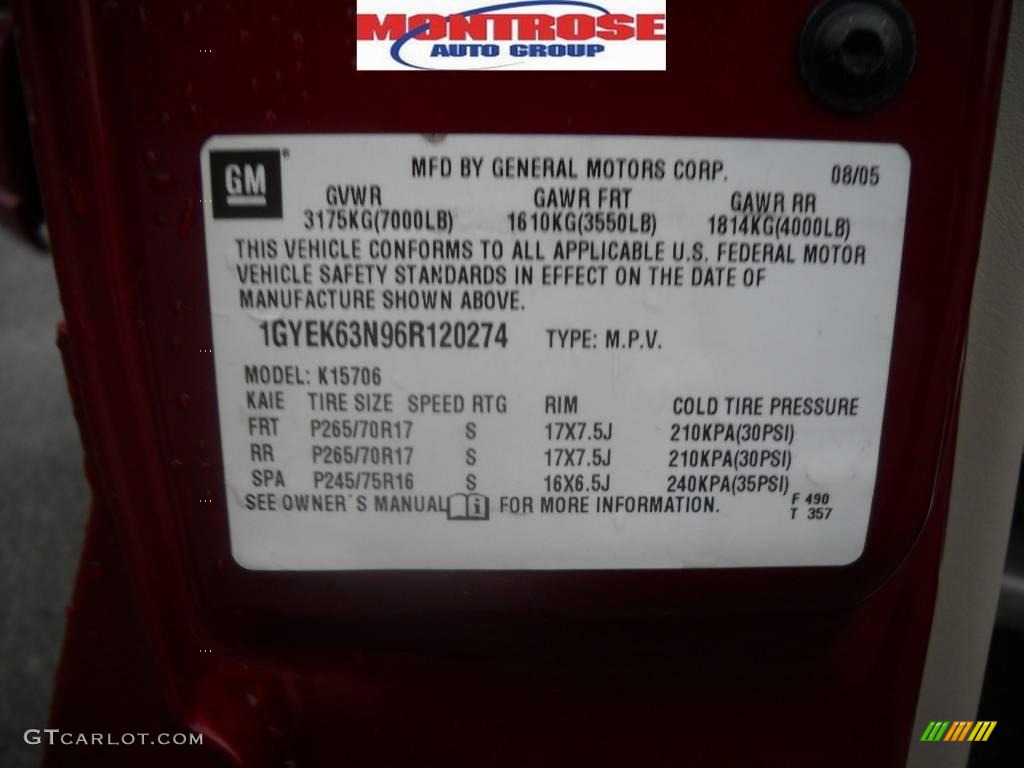 MONTROSE
AUTO GROUP
GM MFD BY GENERAL MOTORS CORP. 08/05
GVWR GAWR FRT GAWR RR
3175KG(7000LB) 1610KG(3550LB) 1814KG(4000LB)
THIS VEHICLE CONFORMS TO ALL APPLICABLE U.S. FEDERAL MOTOR
VEHICLE SAFETY STANDARDS IN EFFECT ON THE DATE OF
MANUFACTURE SHOWN ABOVE.
1GYEK63N96R120274 TYPE: M.P.V.
MODEL: K15706
KAIE TIRE SIZE SPEED RTG RIM COLD TIRE PRESSURE
FRT P265/70R17 S 17X7.5J 210KPA(30PSI)
RR P265/70R17 S 17X7.5J 210KPA(30PSI)
SPA P245/75R16 S 16X6.5J 240KPA(35PSI)
SEE OWNER'S MANUAL i FOR MORE INFORMATION.
F 490
T 357
GTCARLOT.COM